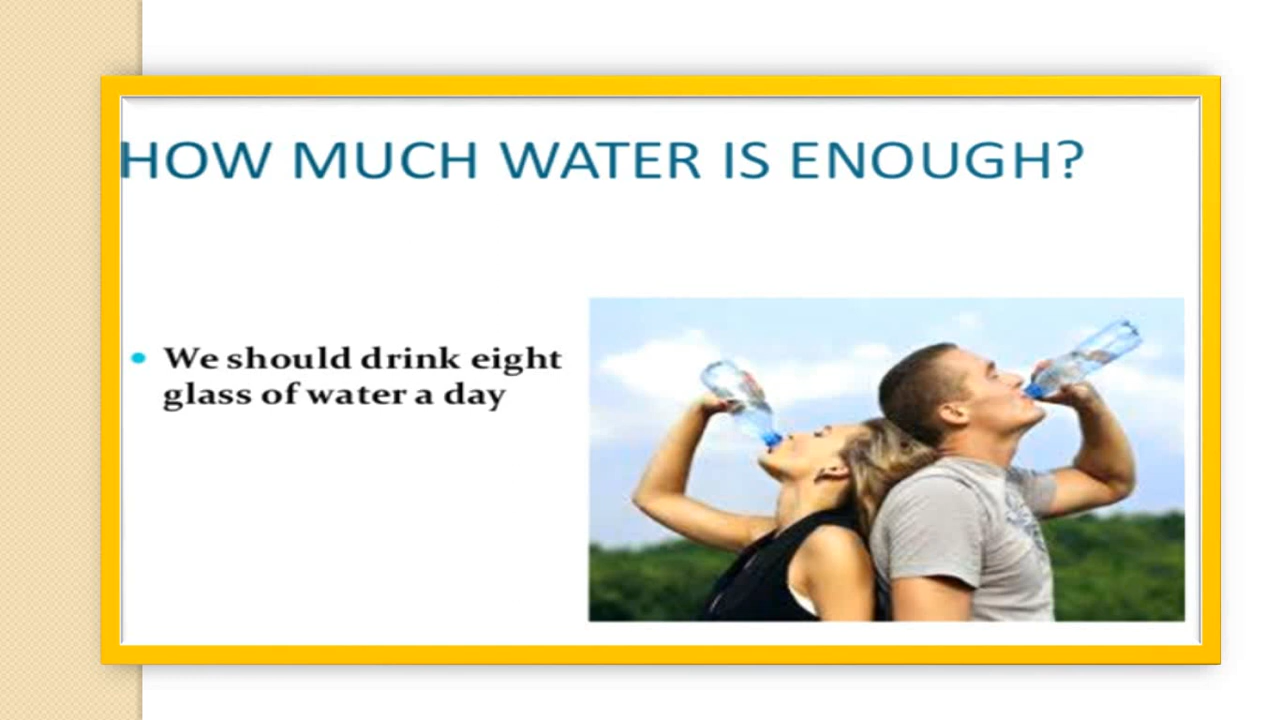 HOW MUCH WATER IS ENOUGH?
• We should drink eight
glass of water a day